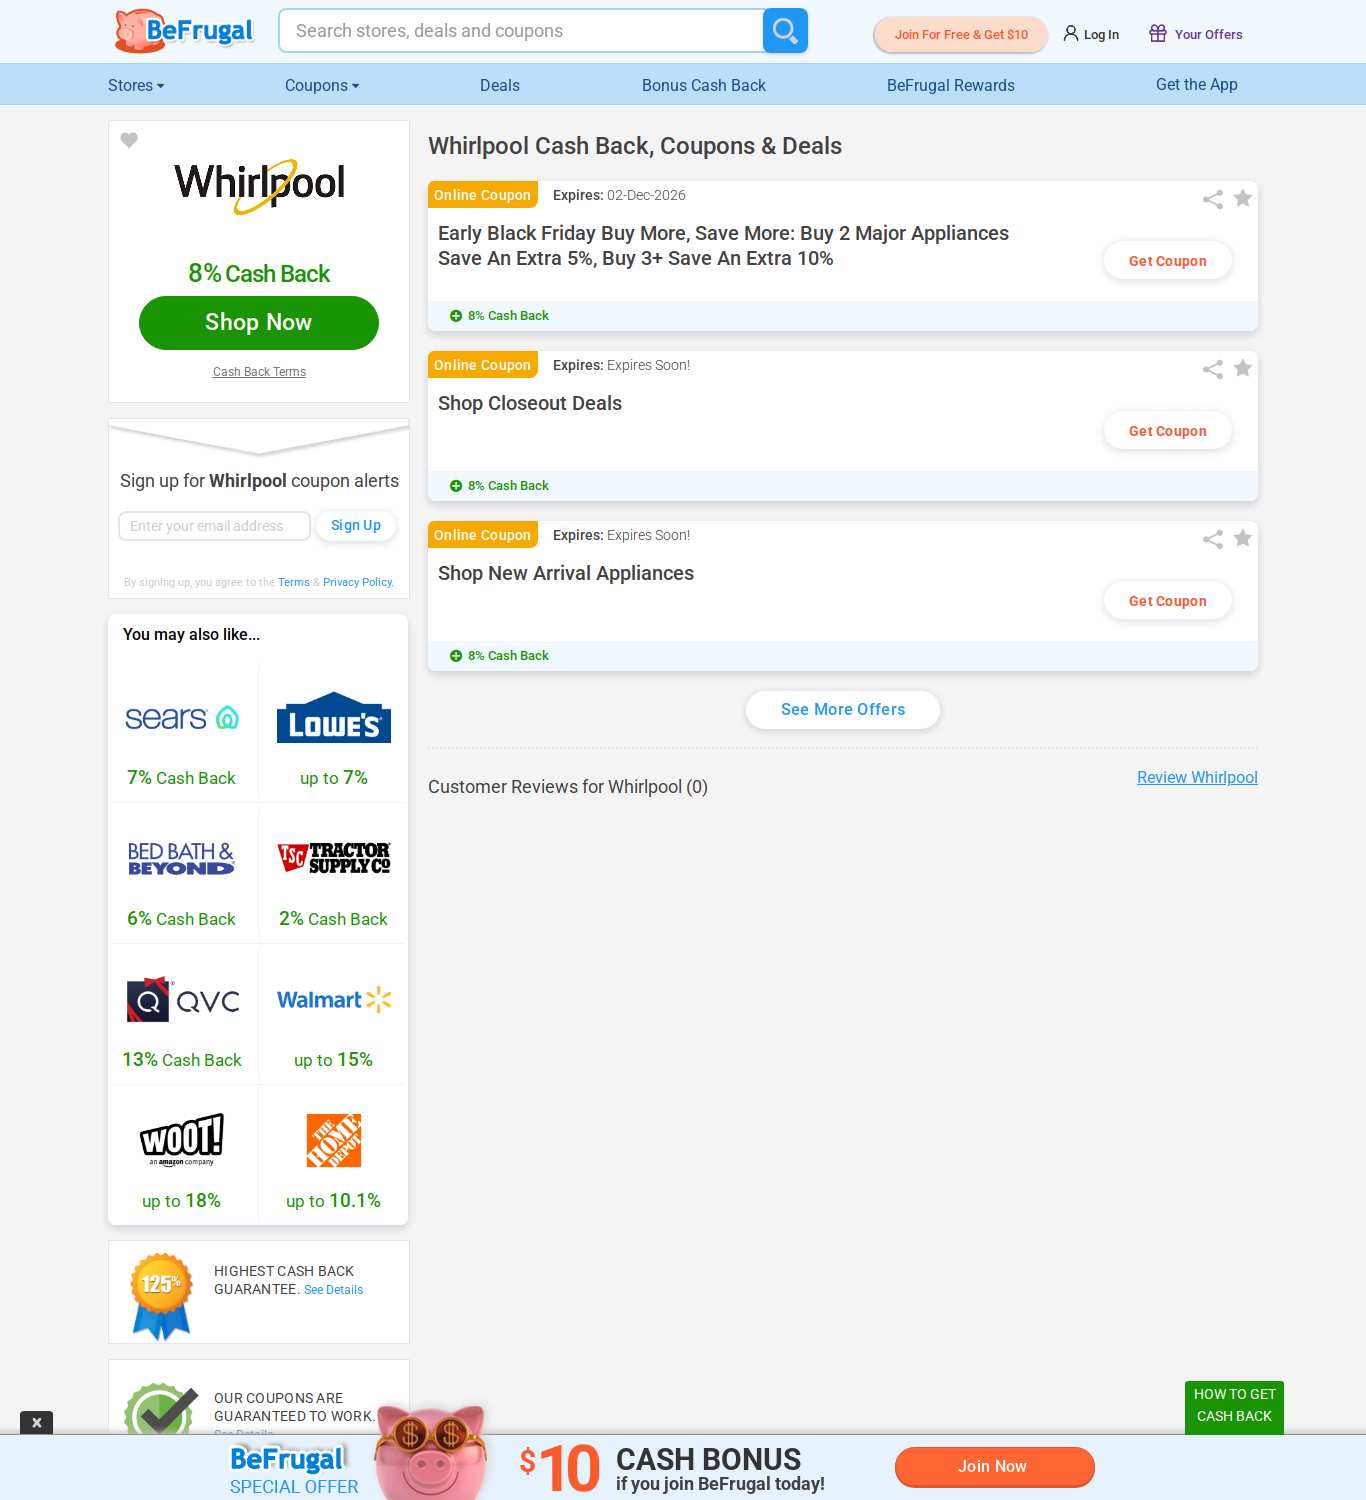 BeFrugal
Search stores, deals and coupons
Join For Free & Get $10
Log In
Your Offers
Stores
Coupons
Deals
Bonus Cash Back
BeFrugal Rewards
Get the App
Whirlpool
8% Cash Back
Shop Now
Cash Back Terms
Sign up for Whirlpool coupon alerts
Enter your email address
Sign Up
By signing up, you agree to the Terms & Privacy Policy.
You may also like...
sears
LOWE'S
7% Cash Back
up to 7%
BED BATH &
BEYOND
TSC TRACTOR
SUPPLY CO
6% Cash Back
2% Cash Back
Q QVC
Walmart
13% Cash Back
up to 15%
WOOT!
an amazon company
THE
HOME
DEPOT
up to 18%
up to 10.1%
125%
HIGHEST CASH BACK
GUARANTEE. See Details
OUR COUPONS ARE
GUARANTEED TO WORK.
See Details
Whirlpool Cash Back, Coupons & Deals
Online Coupon
Expires: 02-Dec-2026
Early Black Friday Buy More, Save More: Buy 2 Major Appliances
Save An Extra 5%, Buy 3+ Save An Extra 10%
Get Coupon
8% Cash Back
Online Coupon
Expires: Expires Soon!
Shop Closeout Deals
Get Coupon
8% Cash Back
Online Coupon
Expires: Expires Soon!
Shop New Arrival Appliances
Get Coupon
8% Cash Back
See More Offers
Customer Reviews for Whirlpool (0)
Review Whirlpool
HOW TO GET
CASH BACK
x
BeFrugal
SPECIAL OFFER
$ $
$10
CASH BONUS
if you join BeFrugal today!
Join Now